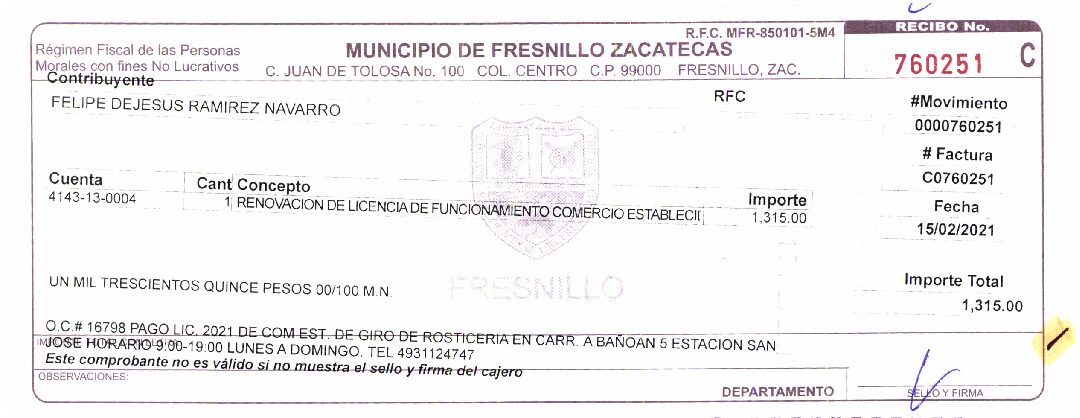 R.F.C. MFR-850101-5M4
RECIBO No.
Régimen Fiscal de las Personas
Morales con fines No Lucrativos
MUNICIPIO DE FRESNILLO ZACATECAS
C. JUAN DE TOLOSA No. 100 COL. CENTRO C.P. 99000 FRESNILLO, ZAC.
760251 C
Contribuyente
RFC
FELIPE DEJESUS RAMIREZ NAVARRO
#Movimiento
0000760251
# Factura
C0760251
Cuenta Cant Concepto Importe
4143-13-0004 1 RENOVACION DE LICENCIA DE FUNCIONAMIENTO COMERCIO ESTABLECI 1,315.00
Fecha
15/02/2021
FRESNILLO
UN MIL TRESCIENTOS QUINCE PESOS 00/100 M.N.
Importe Total
1,315.00
O.C.# 16798 PAGO LIC. 2021 DE COM EST. DE GIRO DE ROSTICERIA EN CARR. A BAÑOAN 5 ESTACION SAN
JOSE HORARIO 9:00-19:00 LUNES A DOMINGO. TEL 4931124747
Este comprobante no es válido si no muestra el sello y firma del cajero
OBSERVACIONES:
DEPARTAMENTO
SELLO Y FIRMA